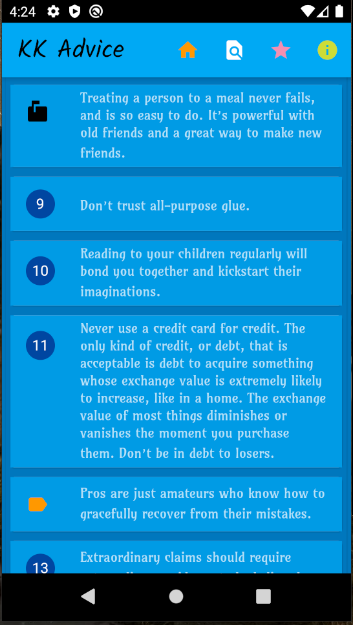 4:24
KK Advice
Treating a person to a meal never fails,
and is so easy to do. It's powerful with
old friends and a great way to make new
friends.
9
Don't trust all-purpose glue.
10
Reading to your children regularly will
bond you together and kickstart their
imaginations.
11
Never use a credit card for credit. The
only kind of credit, or debt, that is
acceptable is debt to acquire something
whose exchange value is extremely likely
to increase, like in a home. The exchange
value of most things diminishes or
vanishes the moment you purchase
them. Don't be in debt to losers.
Pros are just amateurs who know how to
gracefully recover from their mistakes.
13
Extraordinary claims should require